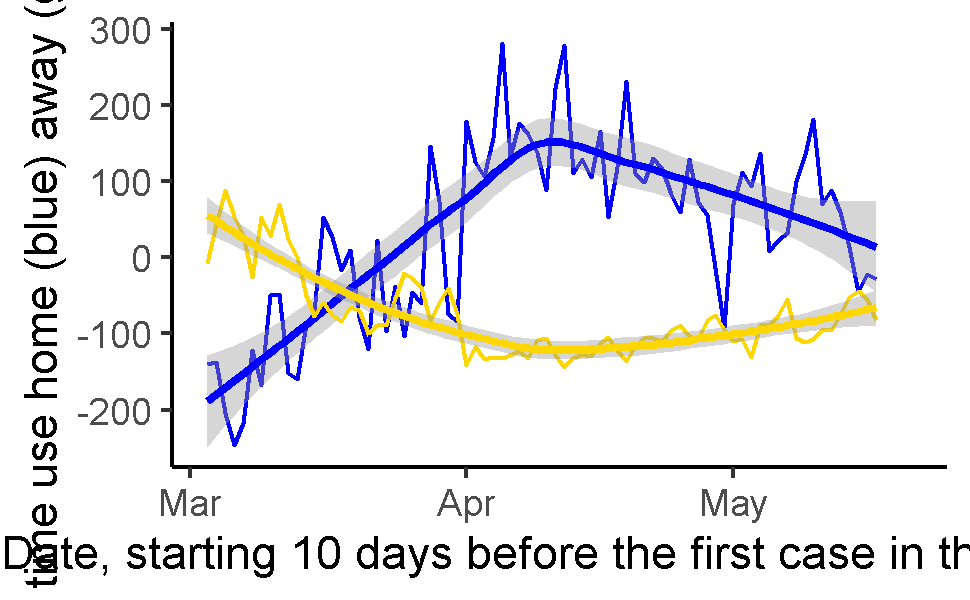 time use home (blue) away (
300
200
100
0
-100
-200
Mar Apr May
Date, starting 10 days before the first case in th